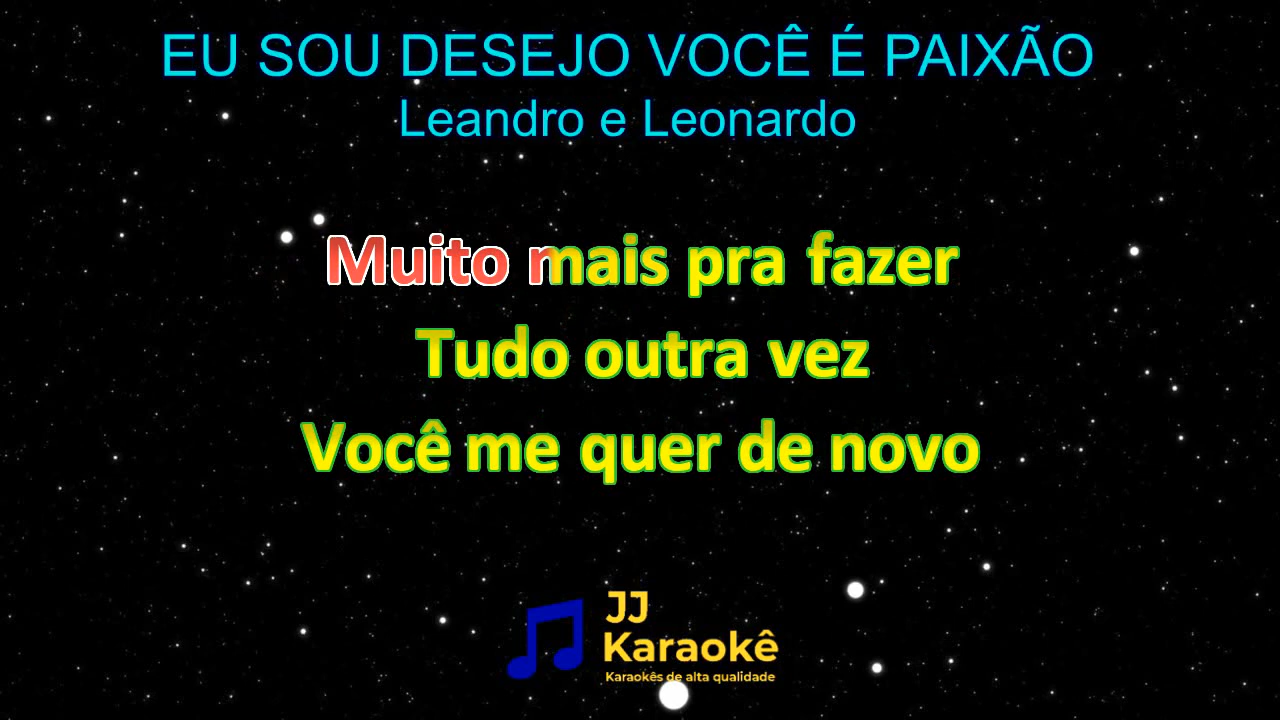 EU SOU DESEJO VOCÊ É PAIXÃO
Leandro e Leonardo
Muito mais pra fazer
Tudo outra vez
Você me quer de novo
JJ
Karaokê
Karaokês de alta qualidade